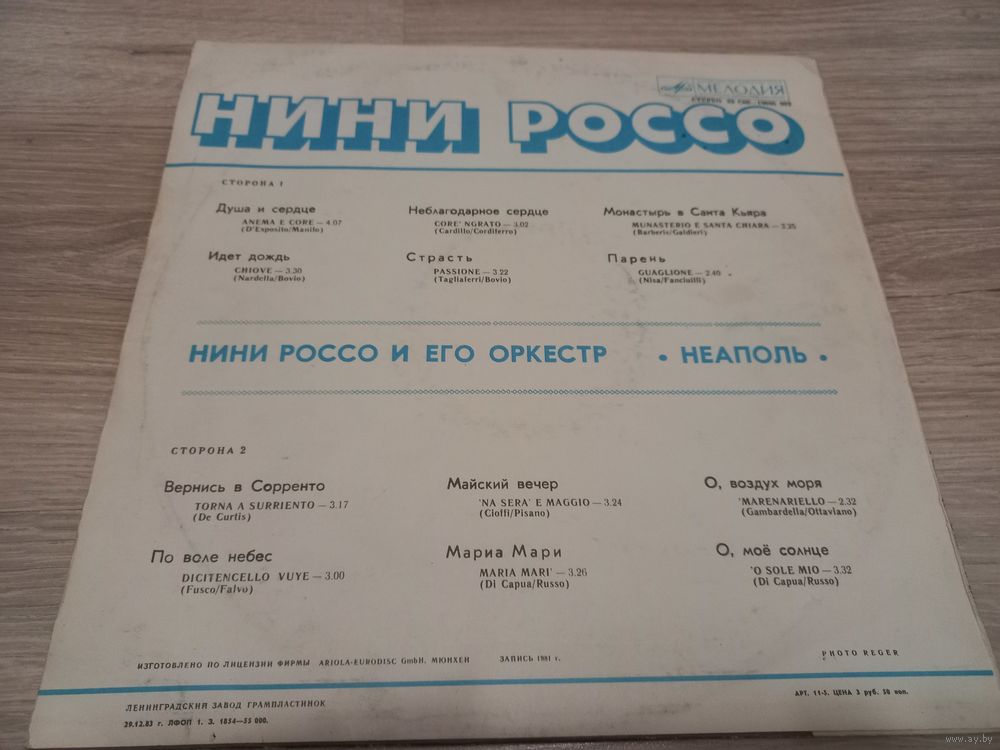 МЕЛОДИЯ
НИНИ РОССО
СТОРОНА 1
Душа и сердце
ANEMA E CORE — 4.07
(D'Esposito/Manlio)
Неблагодарное сердце
CORE' NGRATO — 3.02
(Cardillo/Cordiferro)
Монастырь в Санта Кьяра
MUNASTERIO E SANTA CHIARA — 2.35
(Barberis/Galdieri)
Идет дождь
CHIOVE — 3.30
(Nardella/Bovio)
Страсть
PASSIONE — 3.22
(Tagliaferri/Bovio)
Парень
GUAGLIONE — 2.40
(Nisa/Fanciulli)
НИНИ РОССО И ЕГО ОРКЕСТР • НЕАПОЛЬ •
СТОРОНА 2
Вернись в Сорренто
TORNA A SURRIENTO — 3.17
(De Curtis)
Майский вечер
'NA SERA' E MAGGIO — 3.24
(Cioffi/Pisano)
О, воздух моря
'MARENARIELLO — 2.32
(Gambardella/Ottaviano)
По воле небес
DICITENCELLO VUYE — 3.00
(Fusco/Falvo)
Мариа Мари
MARIA MARI' — 3.26
(Di Capua/Russo)
О, моё солнце
'O SOLE MIO — 3.32
(Di Capua/Russo)
PHOTO REGER
ИЗГОТОВЛЕНО ПО ЛИЦЕНЗИИ ФИРМЫ ARIOLA-EURODISC GmbH. МЮНХЕН ЗАПИСЬ 1981 г.
АРТ. 11-3. ЦЕНА 3 руб. 50 коп.
ЛЕНИНГРАДСКИЙ ЗАВОД ГРАМПЛАСТИНОК
29.12.83 г. ЛФОП 1. З. 1854—55 000.
www.ay.by